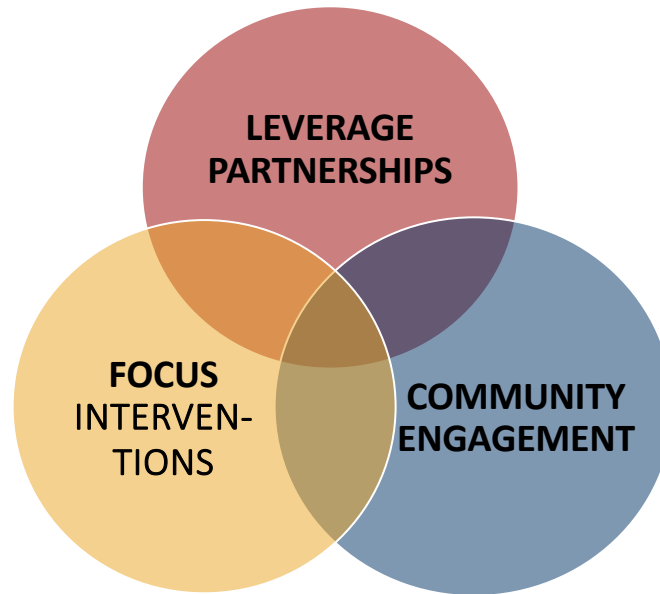 LEVERAGE
PARTNERSHIPS
FOCUS
INTERVEN-
TIONS
COMMUNITY
ENGAGEMENT